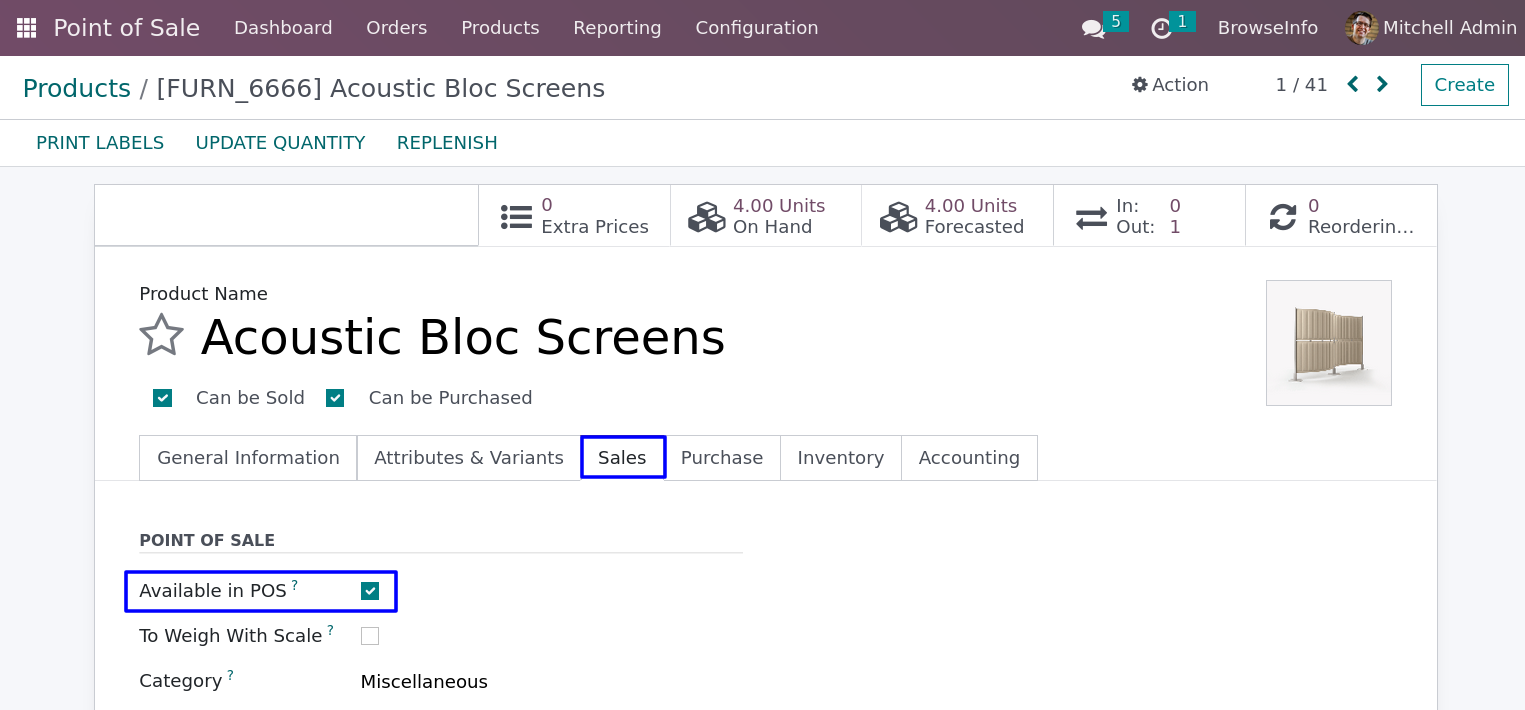 Point of Sale Dashboard Orders Products Reporting Configuration 5 1 BrowseInfo Mitchell Admin
Products / [FURN_6666] Acoustic Bloc Screens Action 1 / 41 Create
PRINT LABELS UPDATE QUANTITY REPLENISH
0 Extra Prices
4.00 Units On Hand
4.00 Units Forecasted
In: 0
Out: 1
0 Reorderin...
Product Name
Acoustic Bloc Screens
Can be Sold Can be Purchased
General Information Attributes & Variants Sales Purchase Inventory Accounting
POINT OF SALE
Available in POS ?
To Weigh With Scale ?
Category ? Miscellaneous